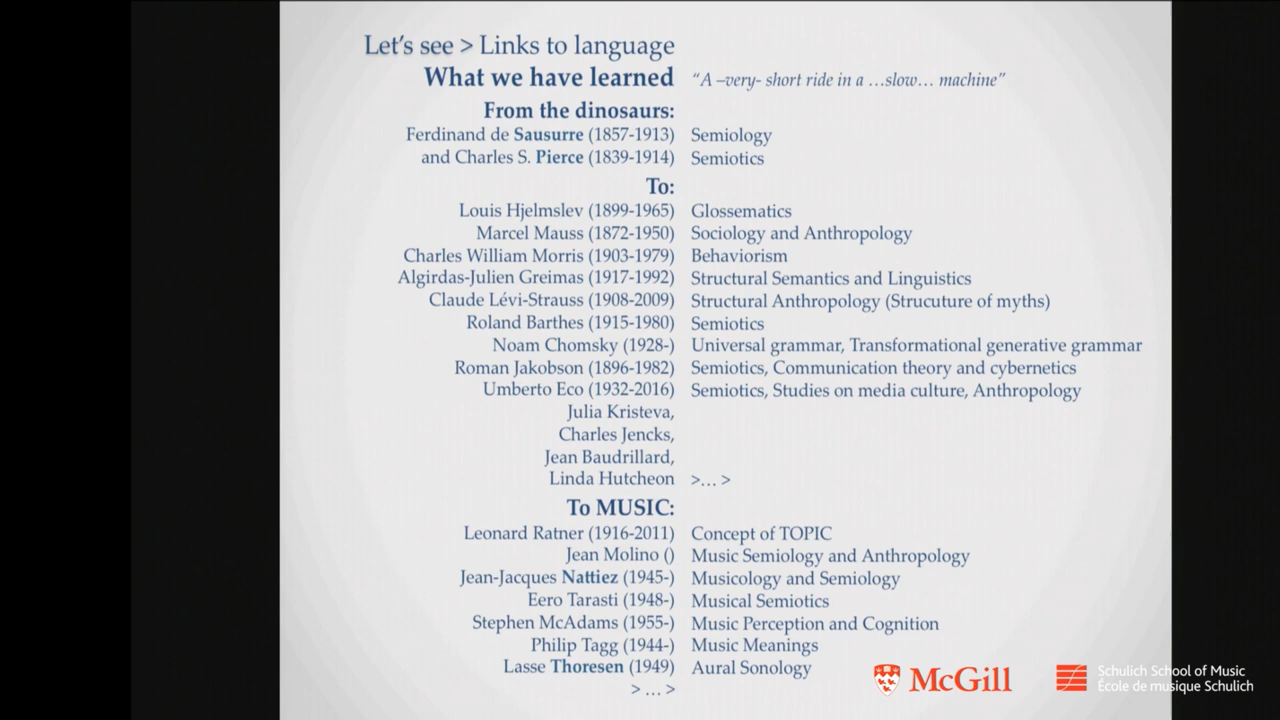 Let's see > Links to language
What we have learned "A –very- short ride in a …slow… machine"
From the dinosaurs:
Ferdinand de Sausurre (1857-1913) Semiology
and Charles S. Pierce (1839-1914) Semiotics
To:
Louis Hjelmslev (1899-1965) Glossematics
Marcel Mauss (1872-1950) Sociology and Anthropology
Charles William Morris (1903-1979) Behaviorism
Algirdas-Julien Greimas (1917-1992) Structural Semantics and Linguistics
Claude Lévi-Strauss (1908-2009) Structural Anthropology (Strucuture of myths)
Roland Barthes (1915-1980) Semiotics
Noam Chomsky (1928-) Universal grammar, Transformational generative grammar
Roman Jakobson (1896-1982) Semiotics, Communication theory and cybernetics
Umberto Eco (1932-2016) Semiotics, Studies on media culture, Anthropology
Julia Kristeva,
Charles Jencks,
Jean Baudrillard,
Linda Hutcheon >… >
To MUSIC:
Leonard Ratner (1916-2011) Concept of TOPIC
Jean Molino () Music Semiology and Anthropology
Jean-Jacques Nattiez (1945-) Musicology and Semiology
Eero Tarasti (1948-) Musical Semiotics
Stephen McAdams (1955-) Music Perception and Cognition
Philip Tagg (1944-) Music Meanings
Lasse Thoresen (1949) Aural Sonology
> … >
McGill
Schulich School of Music
École de musique Schulich